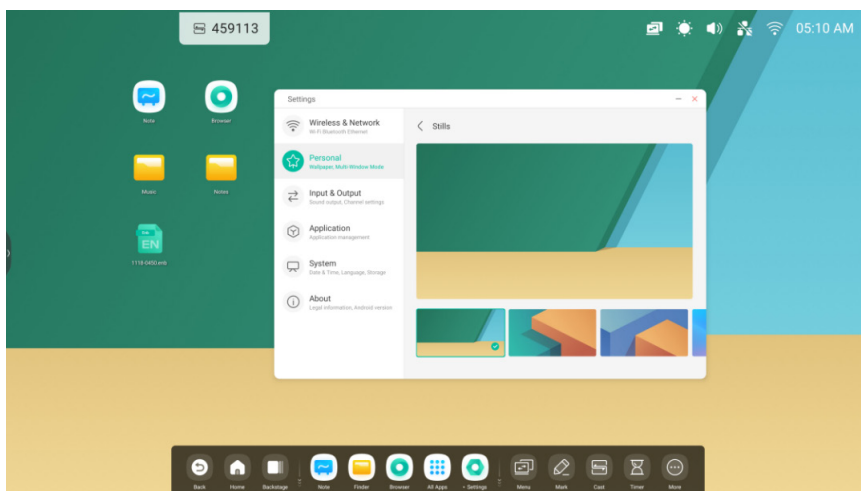 459113
05:10 AM
Note
Browser
Music
Notes
EN
1118-0450.enb
Settings
Wireless & Network
Wi-Fi Bluetooth Ethernet
Personal
Wallpaper, Multi-Window Mode
Input & Output
Sound output, Channel settings
Application
Application management
System
Date & Time, Language, Storage
About
Legal information, Android version
Stills
Back
Home
Backstage
Note
Finder
Browser
All Apps
Settings
Menu
Mark
Cast
Timer
More